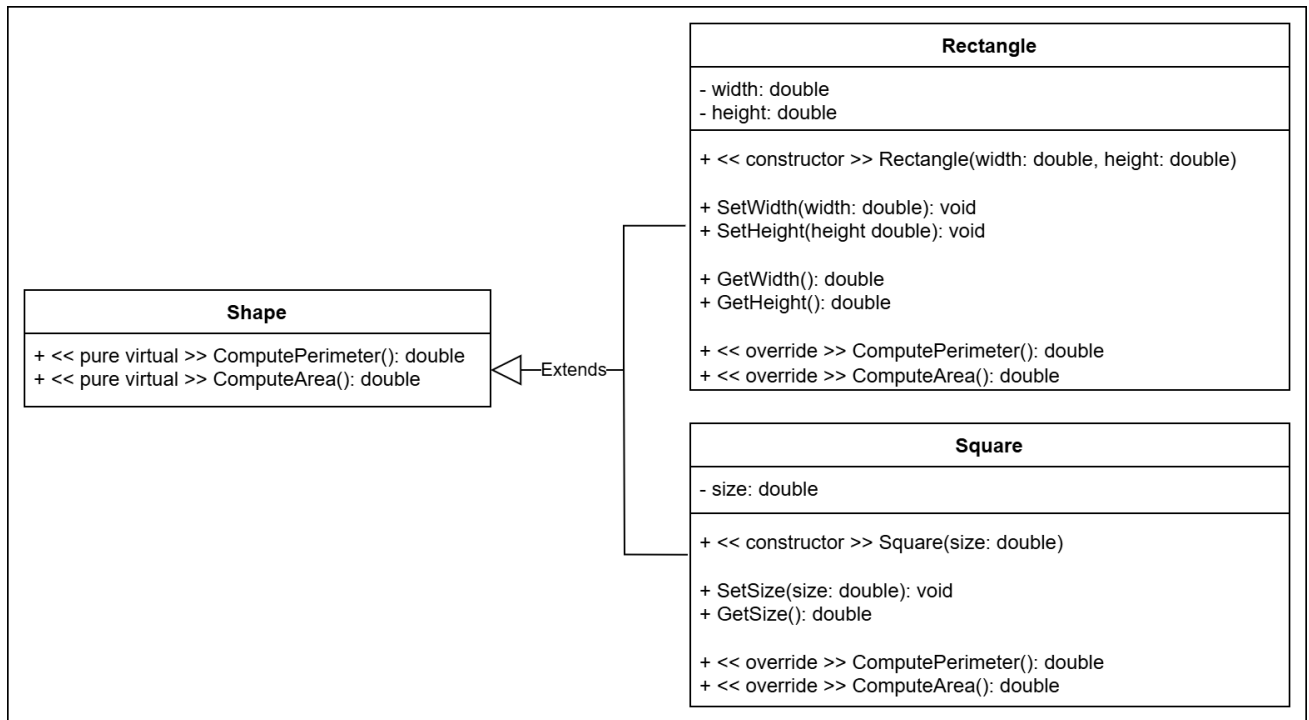 Shape
+ << pure virtual >> ComputePerimeter(): double
+ << pure virtual >> ComputeArea(): double
Extends
Rectangle
- width: double
- height: double
+ << constructor >> Rectangle(width: double, height: double)
+ SetWidth(width: double): void
+ SetHeight(height double): void
+ GetWidth(): double
+ GetHeight(): double
+ << override >> ComputePerimeter(): double
+ << override >> ComputeArea(): double
Square
- size: double
+ << constructor >> Square(size: double)
+ SetSize(size: double): void
+ GetSize(): double
+ << override >> ComputePerimeter(): double
+ << override >> ComputeArea(): double